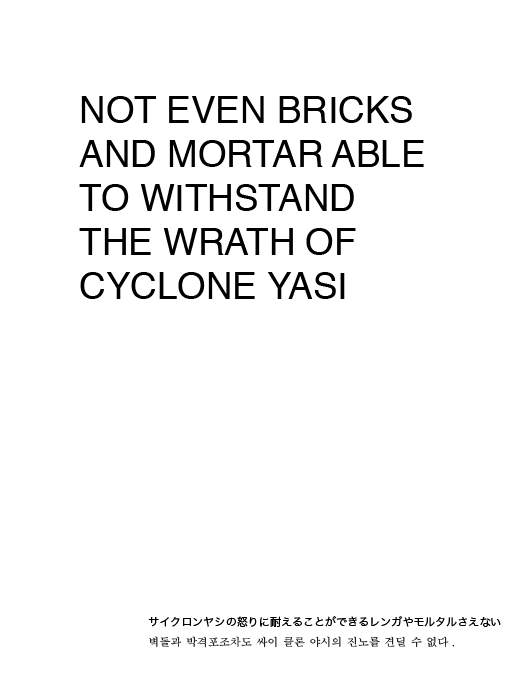 NOT EVEN BRICKS
AND MORTAR ABLE
TO WITHSTAND
THE WRATH OF
CYCLONE YASI
サイクロンヤシの怒りに耐えることができるレンガやモルタルさえない
벽돌과 박격포조차도 싸이 클론 야시의 진노를 견딜 수 없다.